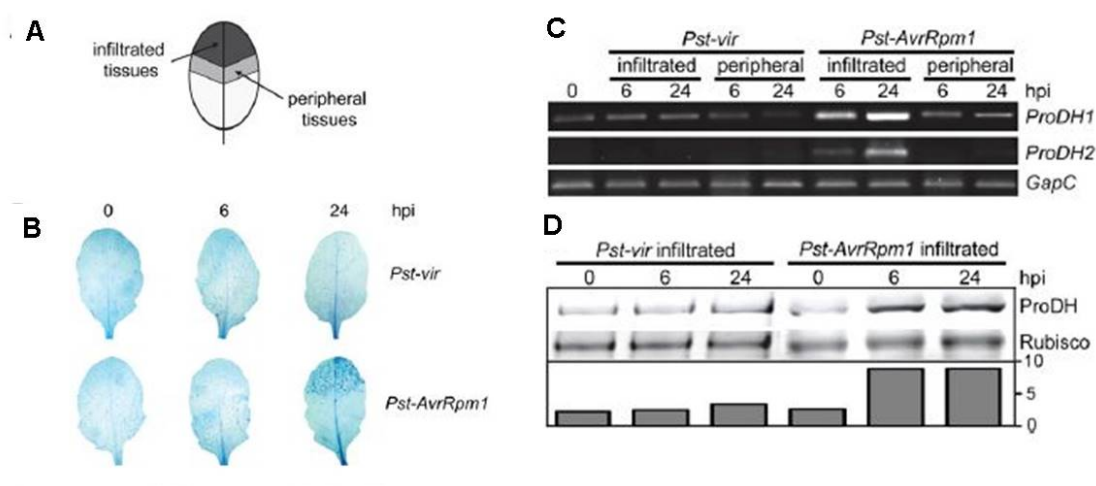 A
infiltrated
tissues
peripheral
tissues
B
0 6 24 hpi
Pst-vir
Pst-AvrRpm1
C
Pst-vir Pst-AvrRpm1
infiltrated peripheral infiltrated peripheral
0 6 24 6 24 6 24 6 24 hpi
ProDH1
ProDH2
GapC
D
Pst-vir infiltrated Pst-AvrRpm1 infiltrated
0 6 24 0 6 24 hpi
ProDH
Rubisco
10
5
0